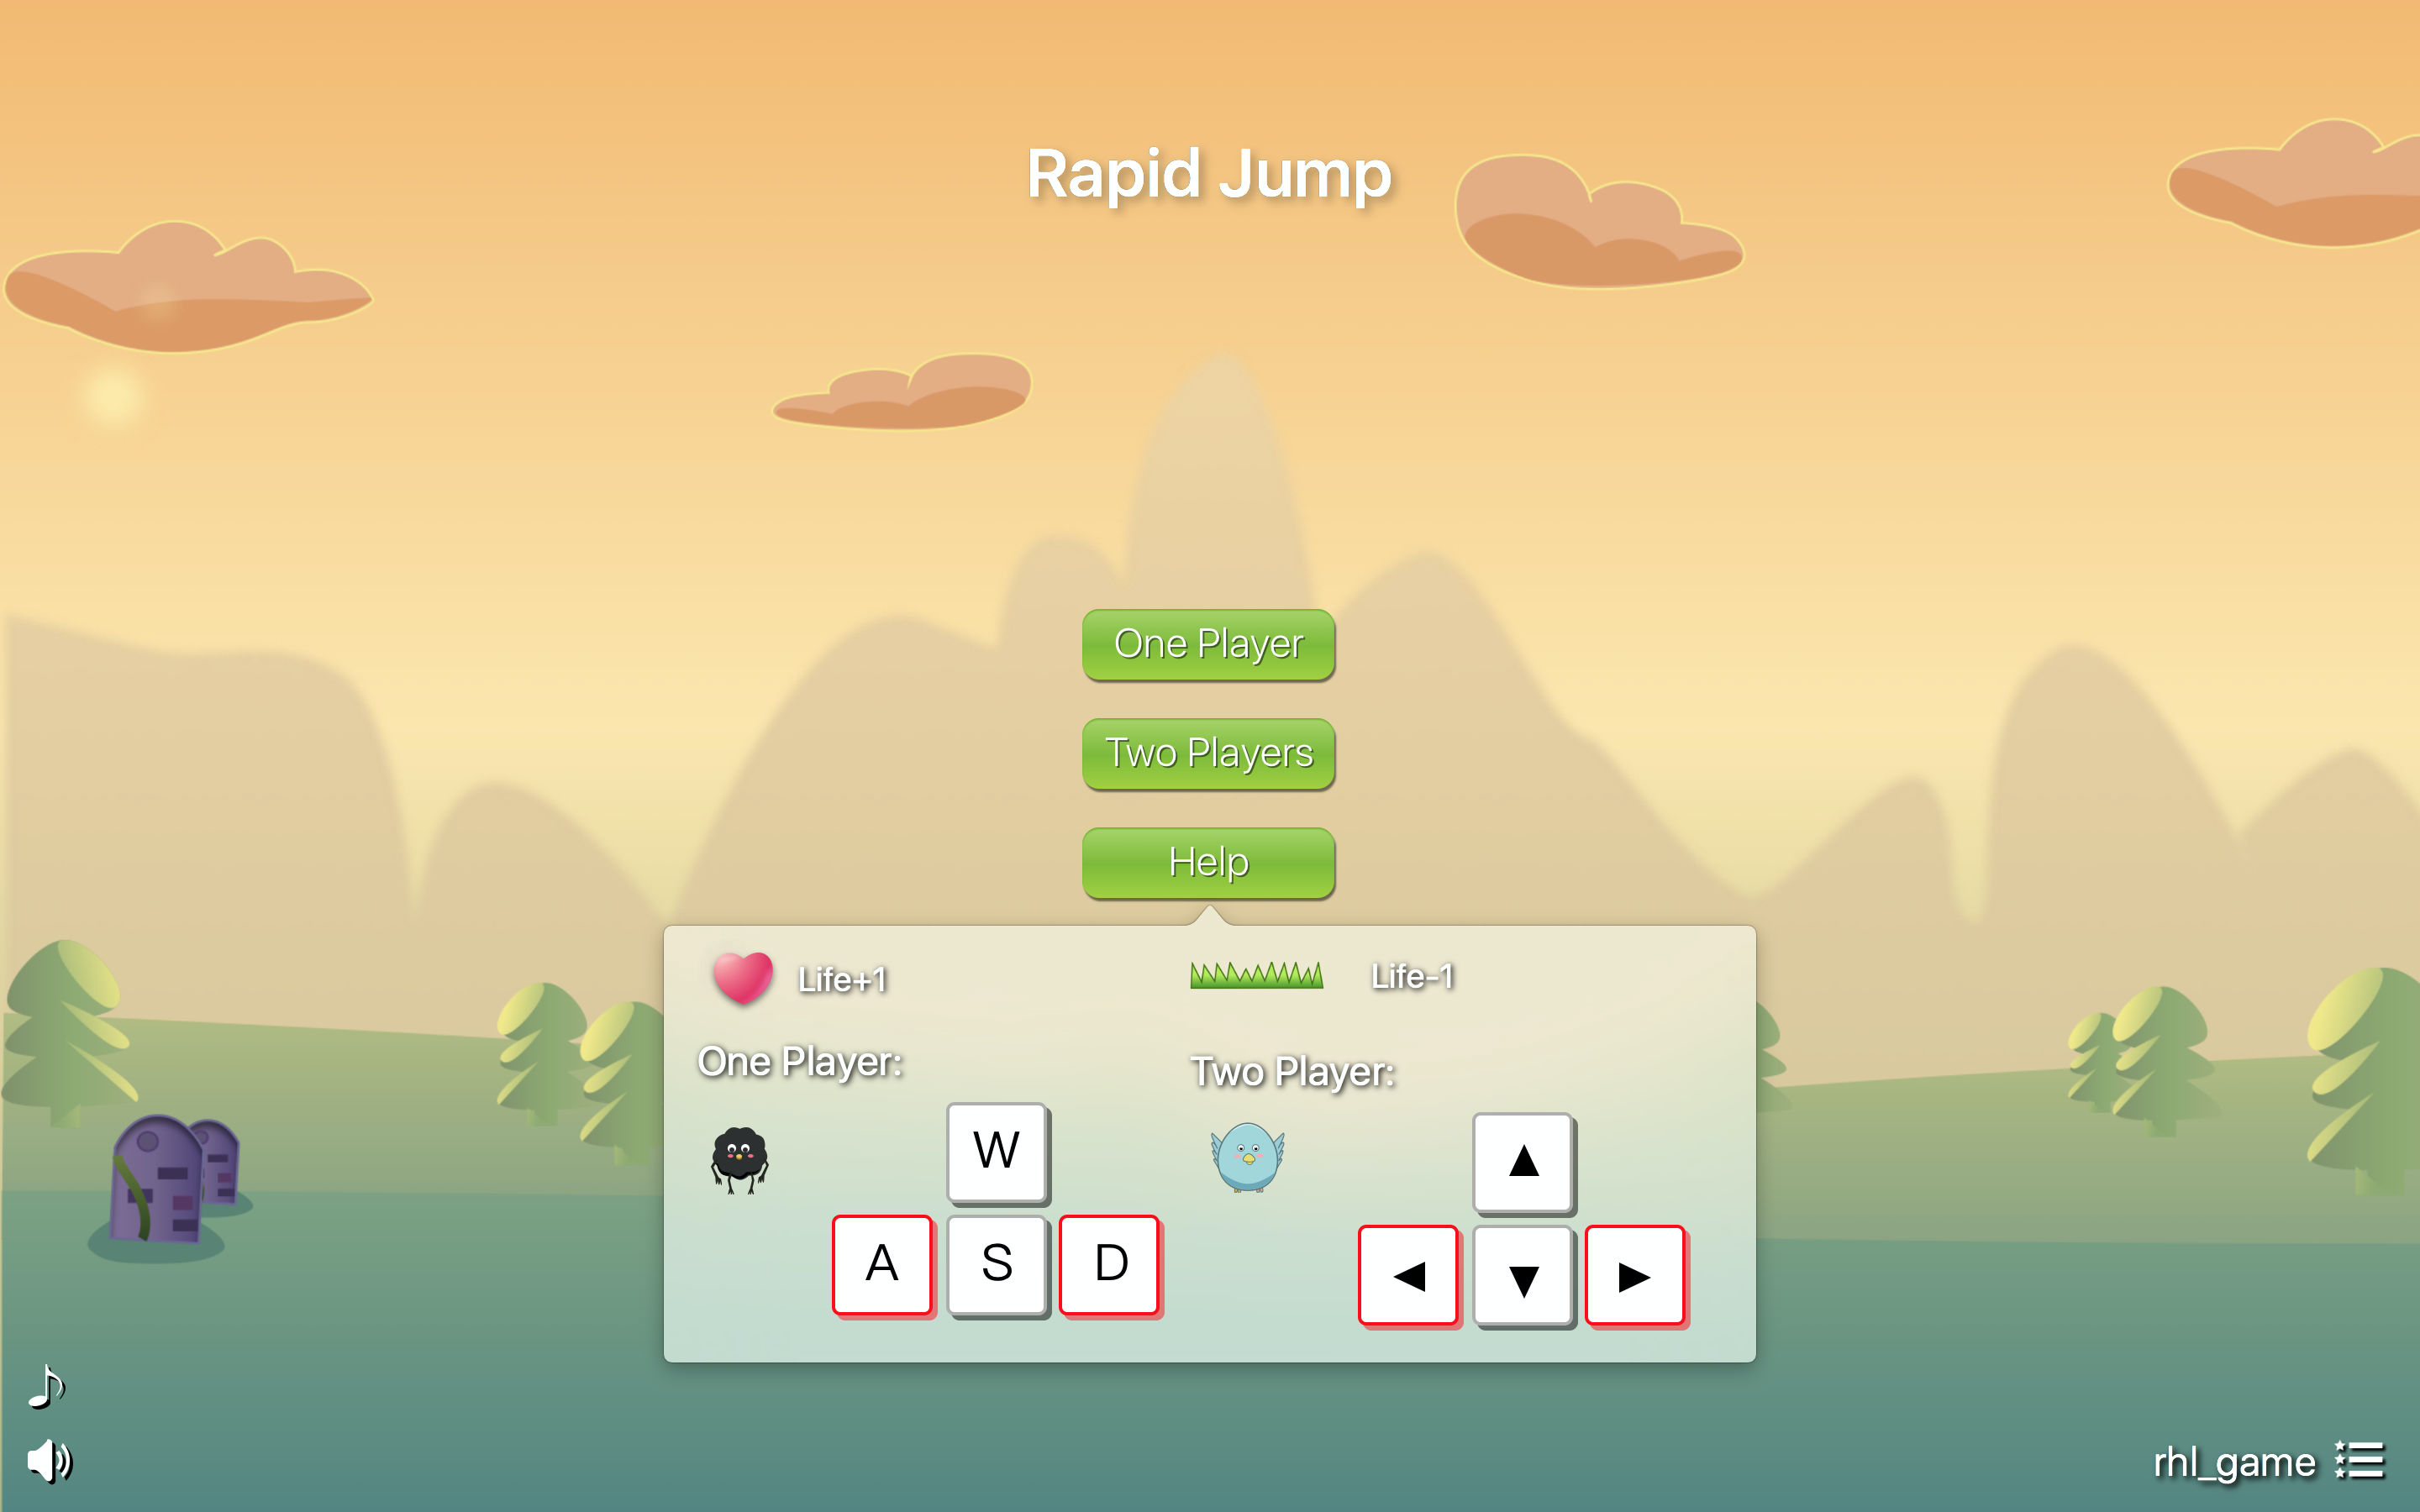 Rapid Jump
One Player
Two Players
Help
Life+1
Life-1
One Player:
Two Player:
W
▲
A S D
◀ ▼ ▶
rhl_game